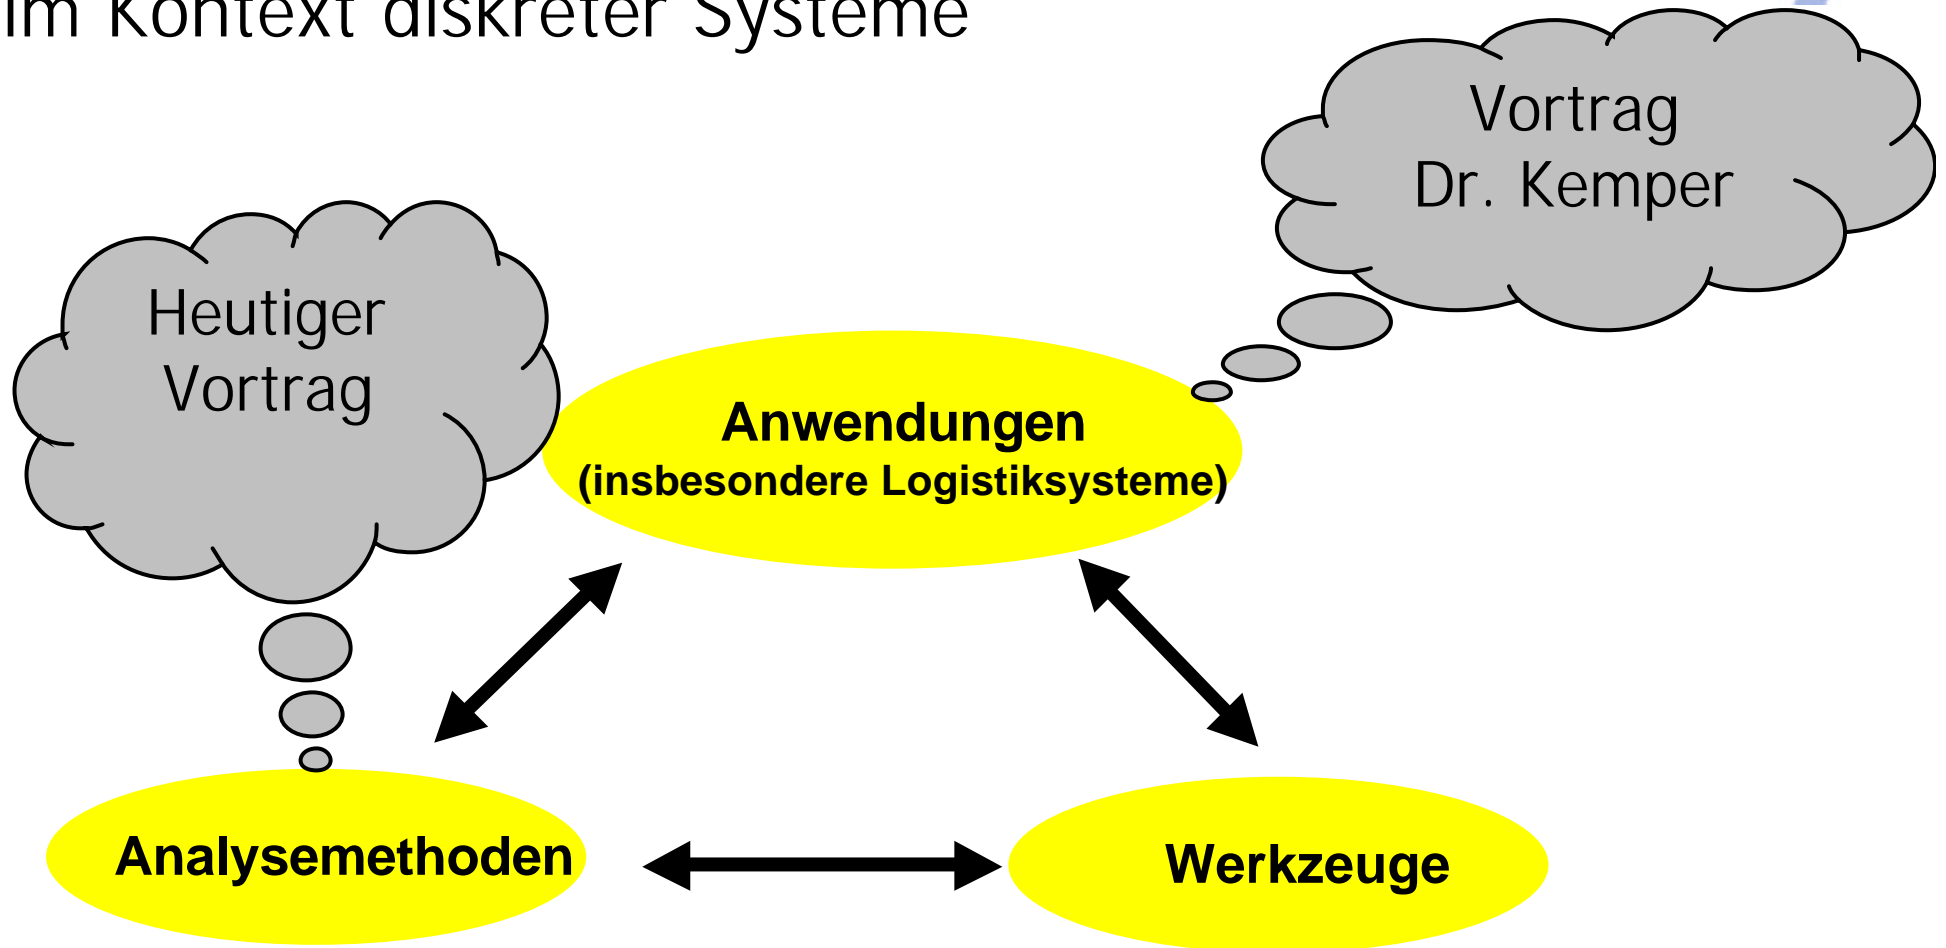 im Kontext diskreter Systeme
Vortrag
Dr. Kemper
Heutiger
Vortrag
Anwendungen
(insbesondere Logistiksysteme)
Analysemethoden
Werkzeuge